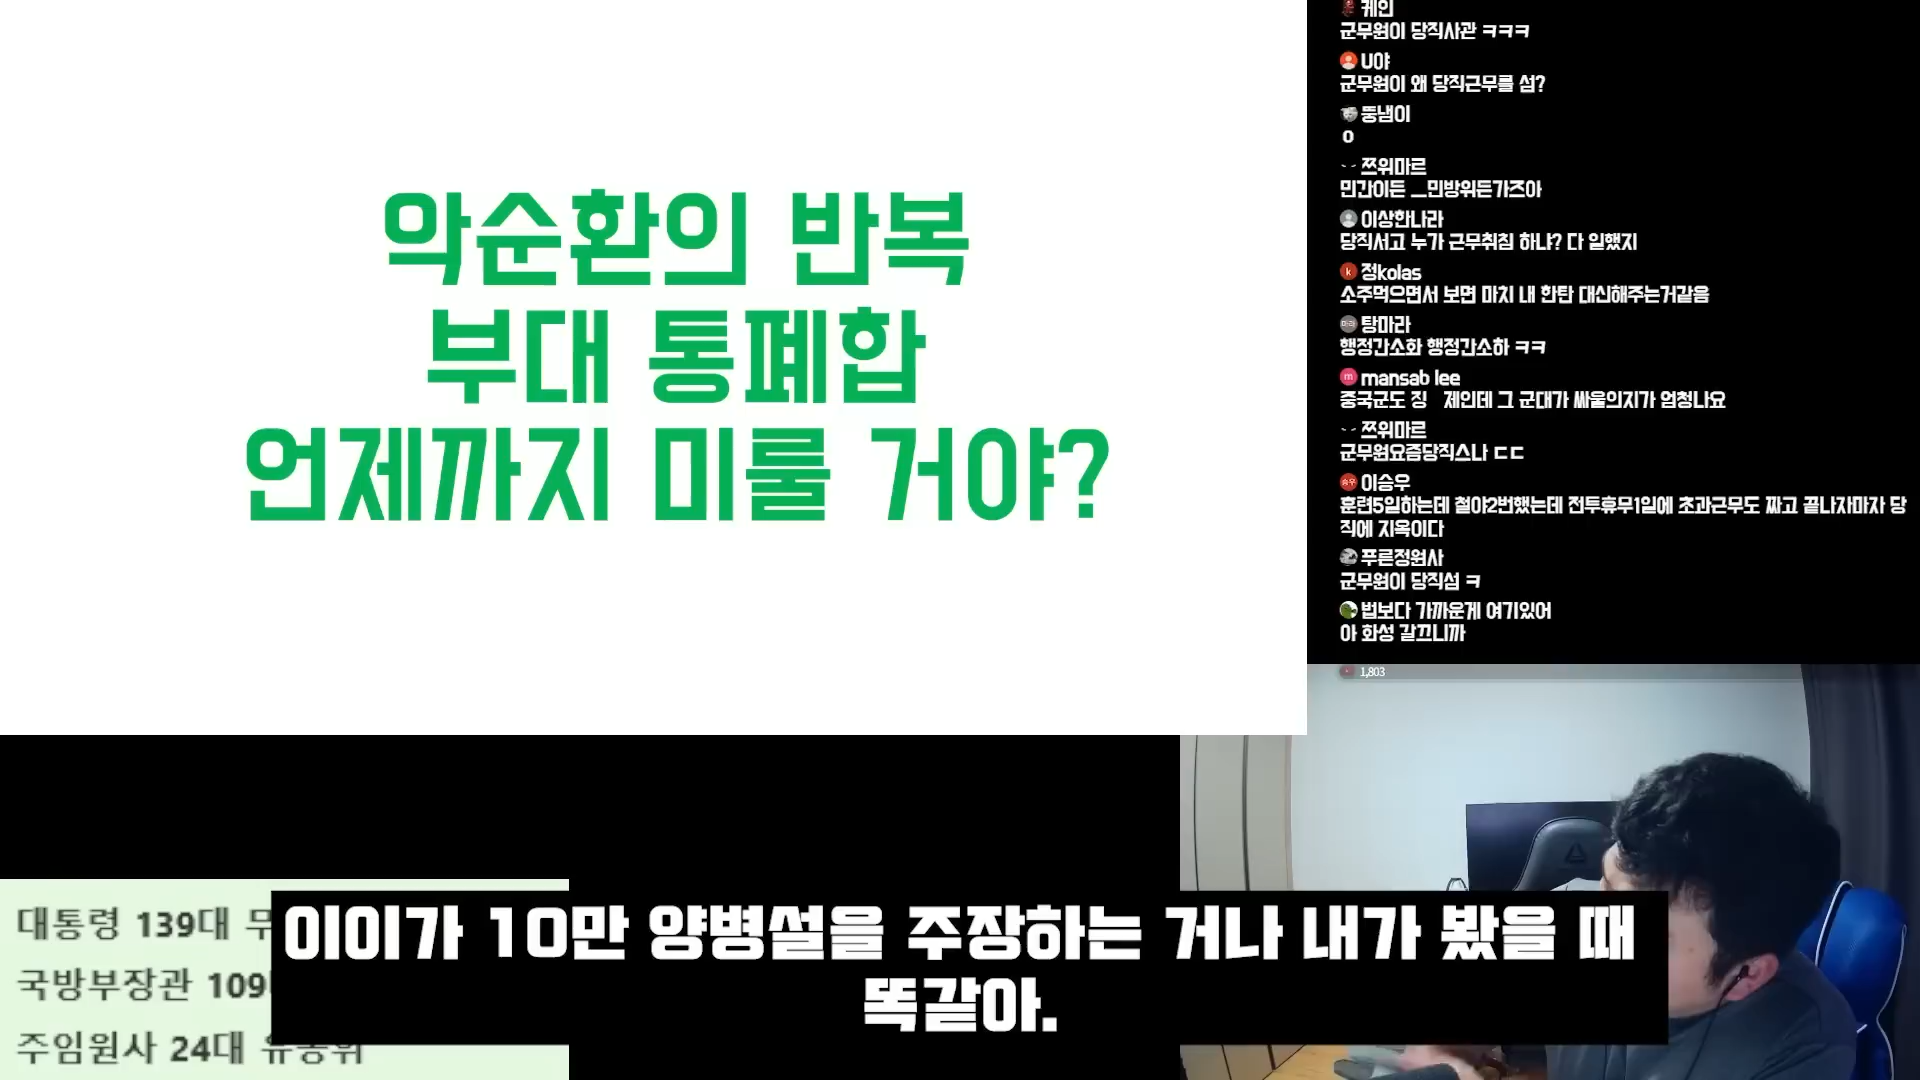 악순환의 반복
부대 통폐합
언제까지 미룰 거야?
케인
군무원이 당직사관 ㅋㅋㅋ
U야
군무원이 왜 당직근무를 섬?
뚱냄이
ㅇ
쯔위마르
민간이든 ㅡ민방위든가즈아
이상한나라
당직서고 누가 근무취침 하냐? 다 일했지
k 정kolas
소주먹으면서 보면 마치 내 한탄 대신해주는거같음
탕마라
행정간소화 행정간소하 ㅋㅋ
m mansab lee
중국군도 징 제인데 그 군대가 싸울의지가 엄청나요
쯔위마르
군무원요즘당직스나 ㄷㄷ
승우 이승우
훈련5일하는데 철야2번했는데 전투휴무1일에 초과근무도 짜고 끝나자마자 당
직에 지옥이다
푸른정원사
군무원이 당직섬 ㅋ
법보다 가까운게 여기있어
아 화성 갈끄니까
1,803
대통령 139대
국방부장관 109
주임원사 24대
이이가 10만 양병설을 주장하는 거나 내가 봤을 때
똑같아.